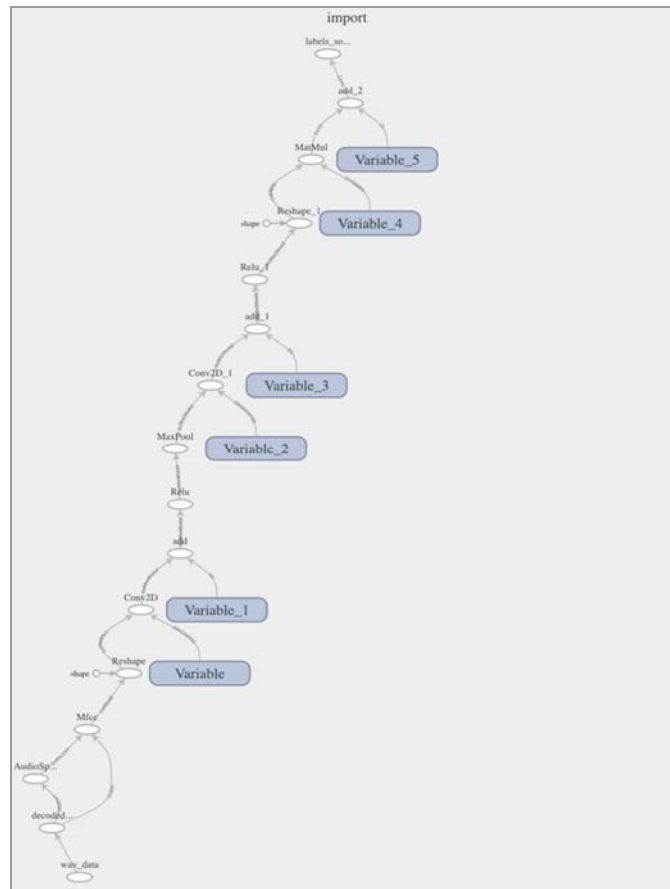 import
labels_so...
add_2
Variable_5
MatMul
Variable_4
Reshape_1
shape
Relu_1
add_1
Variable_3
Conv2D_1
Variable_2
MaxPool
Relu
add
Variable_1
Conv2D
Variable
Reshape
shape
Mfcc
AudioSp...
decoded...
wav_data